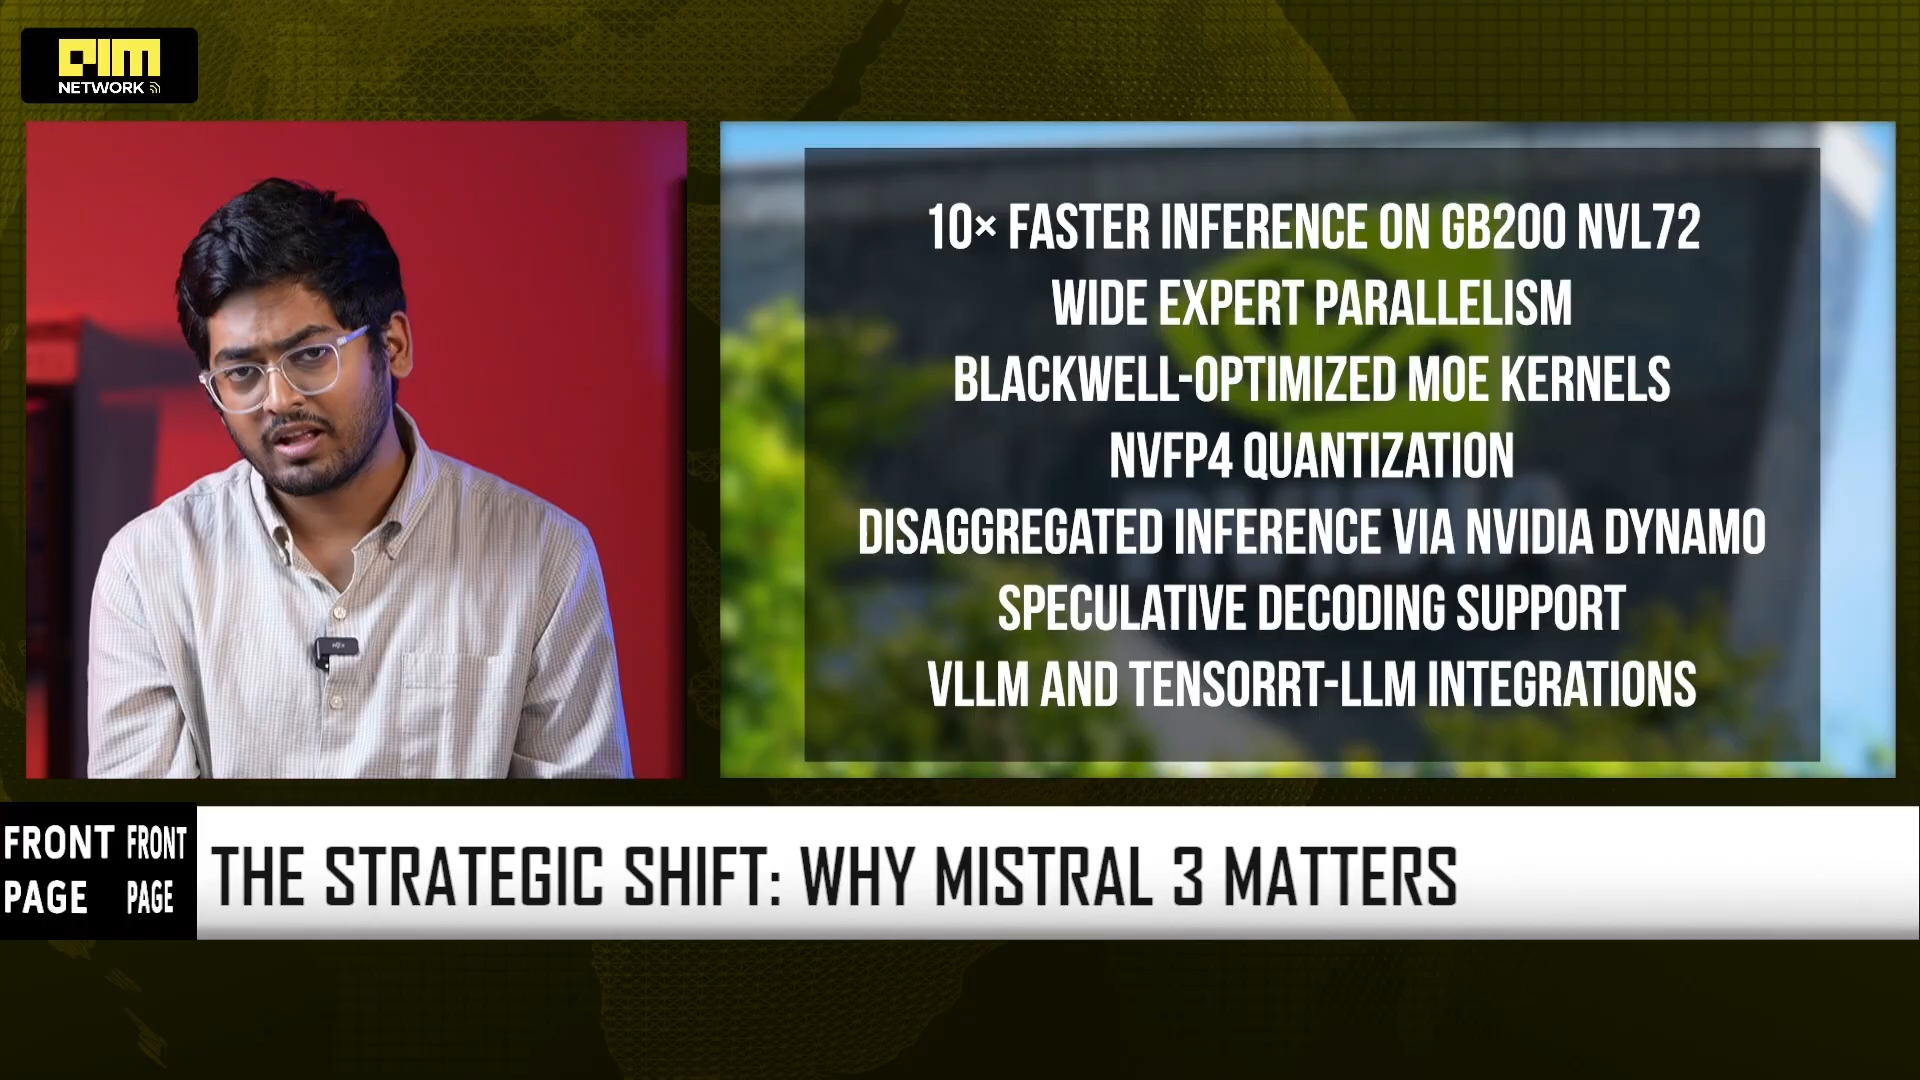 AIM
NETWORK
10× FASTER INFERENCE ON GB200 NVL72
WIDE EXPERT PARALLELISM
BLACKWELL-OPTIMIZED MOE KERNELS
NVFP4 QUANTIZATION
DISAGGREGATED INFERENCE VIA NVIDIA DYNAMO
SPECULATIVE DECODING SUPPORT
VLLM AND TENSORRT-LLM INTEGRATIONS
FRONT FRONT
PAGE PAGE
THE STRATEGIC SHIFT: WHY MISTRAL 3 MATTERS